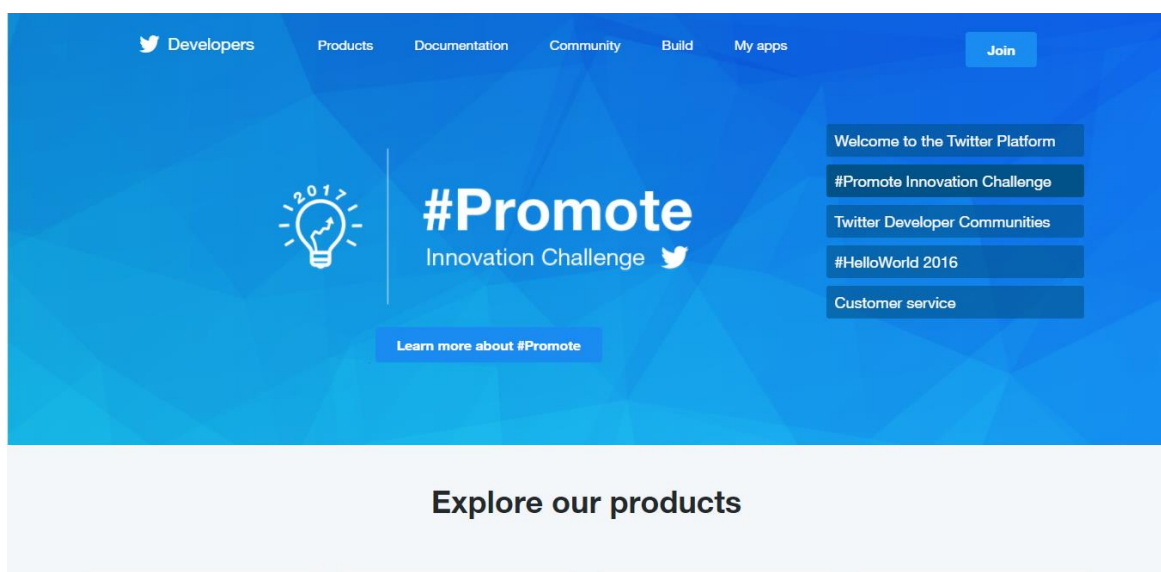 Developers Products Documentation Community Build My apps Join
2017
#Promote
Innovation Challenge
Learn more about #Promote
Welcome to the Twitter Platform
#Promote Innovation Challenge
Twitter Developer Communities
#HelloWorld 2016
Customer service
Explore our products